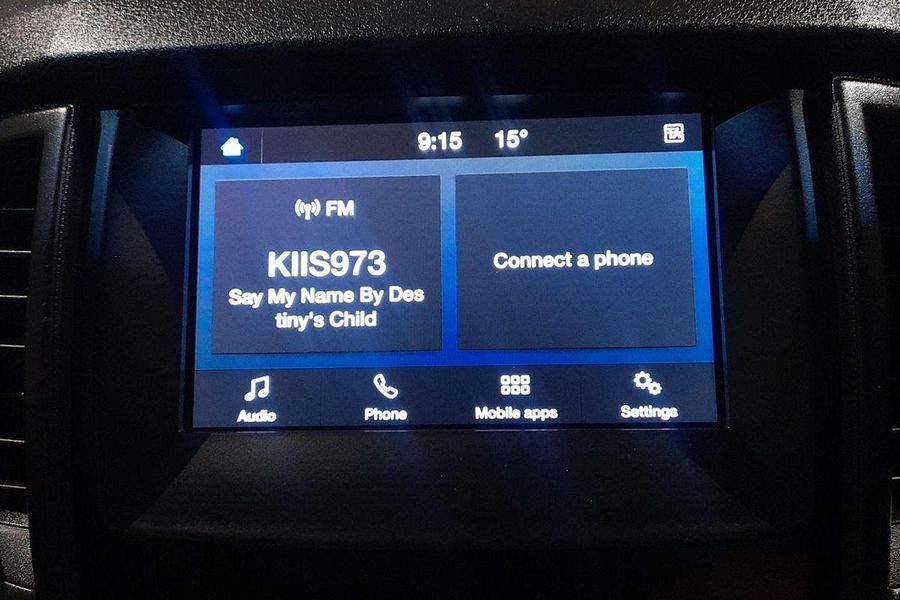 9:15 15° TA
FM
KIIS973
Say My Name By Des
tiny's Child
Connect a phone
Audio Phone Mobile apps Settings